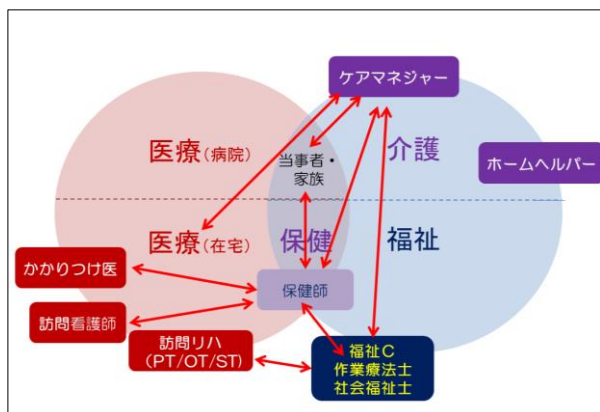 ケアマネジャー
医療(病院)
当事者・
家族
介護
ホームヘルパー
医療(在宅)
保健
福祉
かかりつけ医
保健師
訪問看護師
訪問リハ
(PT/OT/ST)
福祉C
作業療法士
社会福祉士